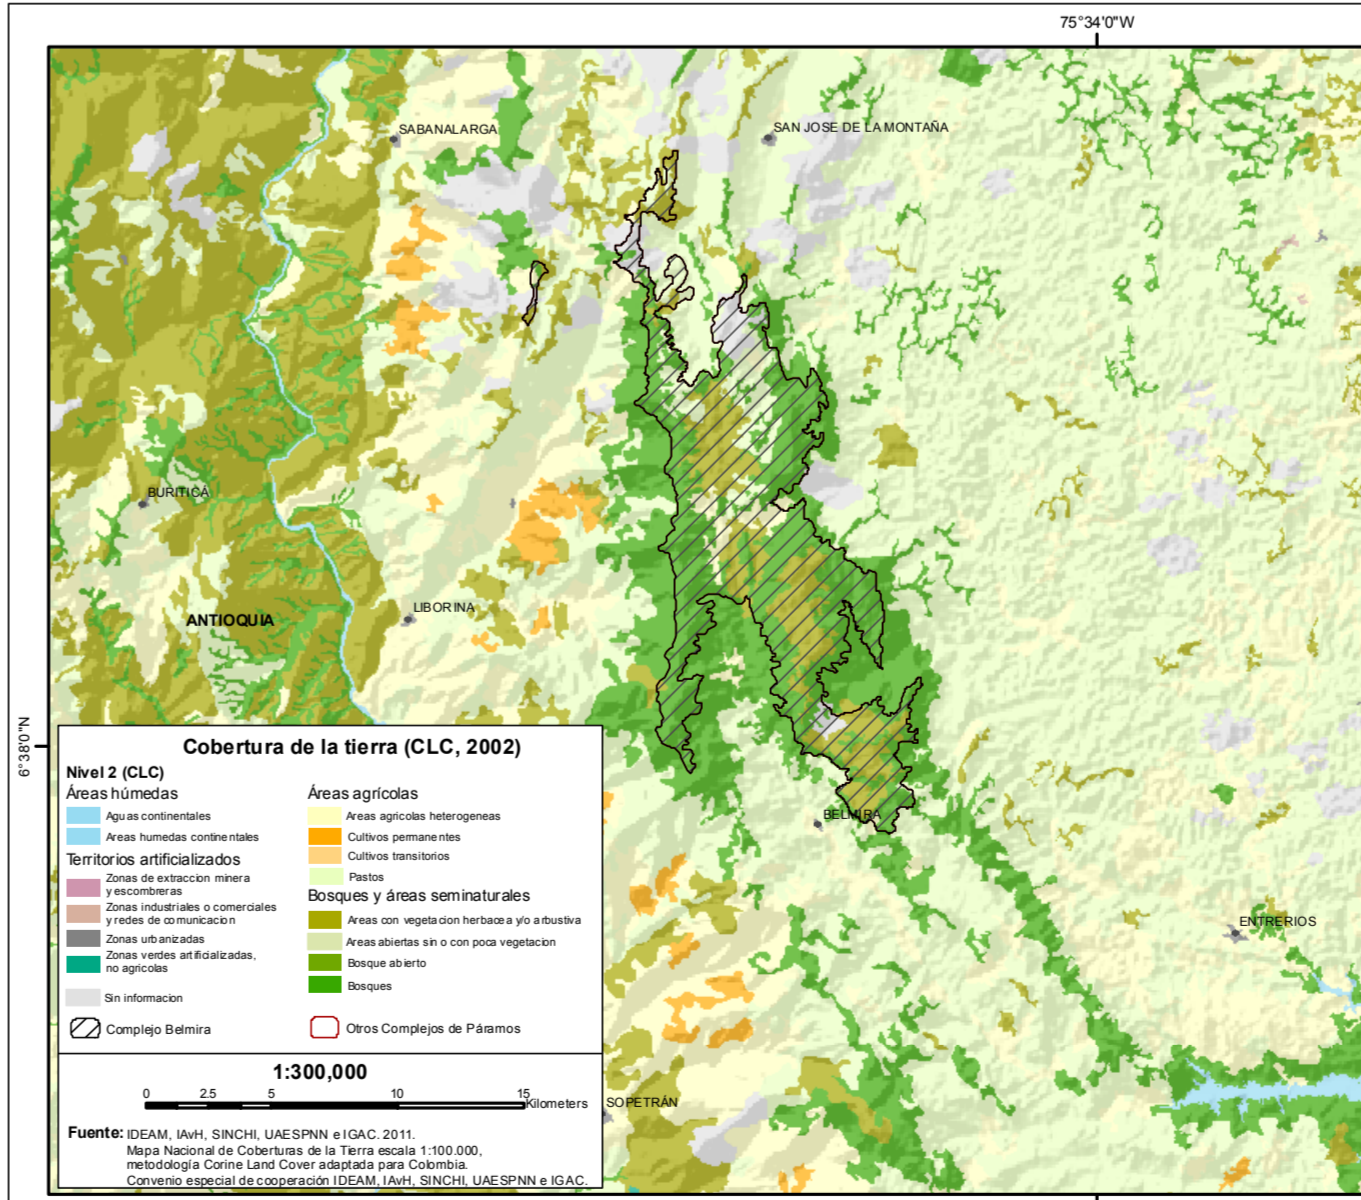 75°34'0"W
SABANALARGA
SAN JOSE DE LA MONTAÑA
BURITICÁ
ANTIOQUIA
LIBORINA
6°38'0"N
BELMIRA
ENTRERIOS
SOPETRÁN
Cobertura de la tierra (CLC, 2002)
Nivel 2 (CLC)
Áreas húmedas
Aguas continentales
Areas humedas continentales
Territorios artificializados
Zonas de extraccion minera
y escombreras
Zonas industriales o comerciales
y redes de comunicacion
Zonas urbanizadas
Zonas verdes artificializadas,
no agricolas
Sin informacion
Complejo Belmira
Áreas agrícolas
Areas agricolas heterogeneas
Cultivos permanentes
Cultivos transitorios
Pastos
Bosques y áreas seminaturales
Areas con vegetacion herbacea y/o arbustiva
Areas abiertas sin o con poca vegetacion
Bosque abierto
Bosques
Otros Complejos de Páramos
1:300,000
0 2.5 5 10 15
Kilometers
Fuente: IDEAM, IAvH, SINCHI, UAESPNN e IGAC. 2011.
Mapa Nacional de Coberturas de la Tierra escala 1:100.000,
metodología Corine Land Cover adaptada para Colombia.
Convenio especial de cooperación IDEAM, IAvH, SINCHI, UAESPNN e IGAC.